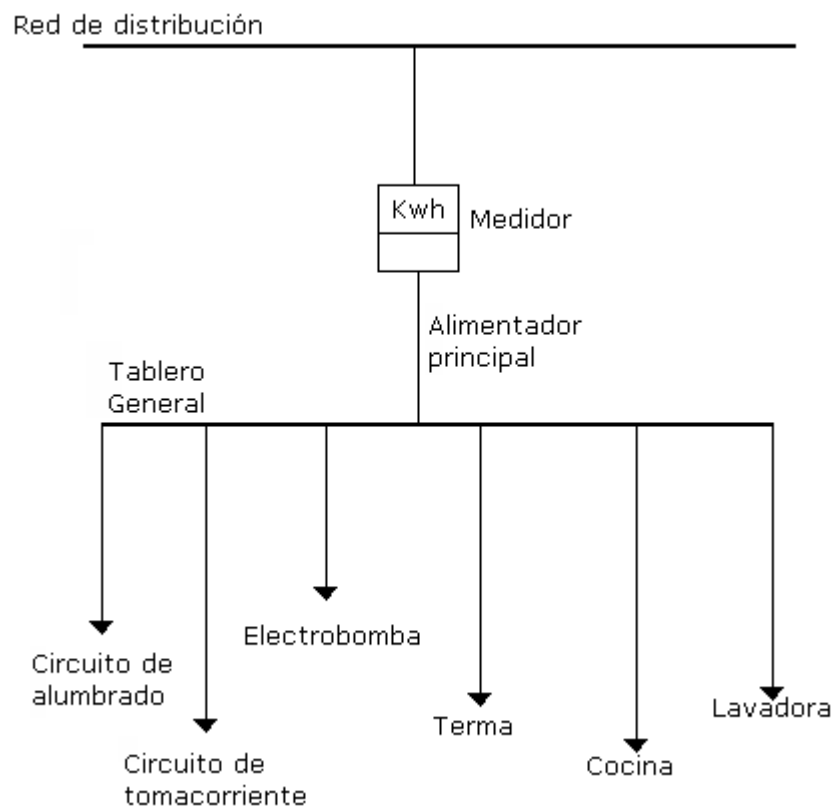 Red de distribución
Kwh
Medidor
Alimentador
principal
Tablero
General
Electrobomba
Circuito de
alumbrado
Terma
Lavadora
Circuito de
tomacorriente
Cocina